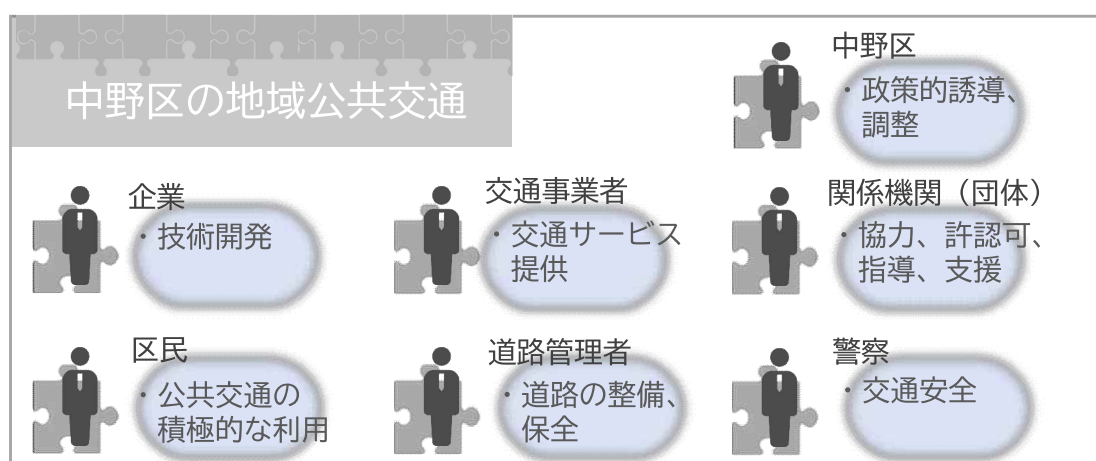 中野区の地域公共交通
中野区
・政策的誘導、
調整
企業
・技術開発
交通事業者
・交通サービス
提供
関係機関（団体）
・協力、許認可、
指導、支援
区民
・公共交通の
積極的な利用
道路管理者
・道路の整備、
保全
警察
・交通安全